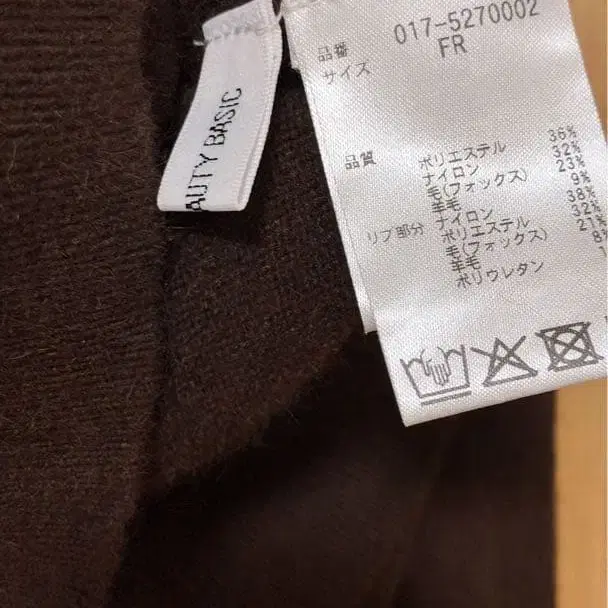 AUTY BASIC
品番 017-5270002
サイズ FR
品質 ポリエステル 36%
ナイロン 32%
毛(フォックス) 23%
羊毛 9%
リブ部分 ナイロン 38%
ポリエステル 32%
毛(フォックス) 21%
羊毛 8%
ポリウレタン 1